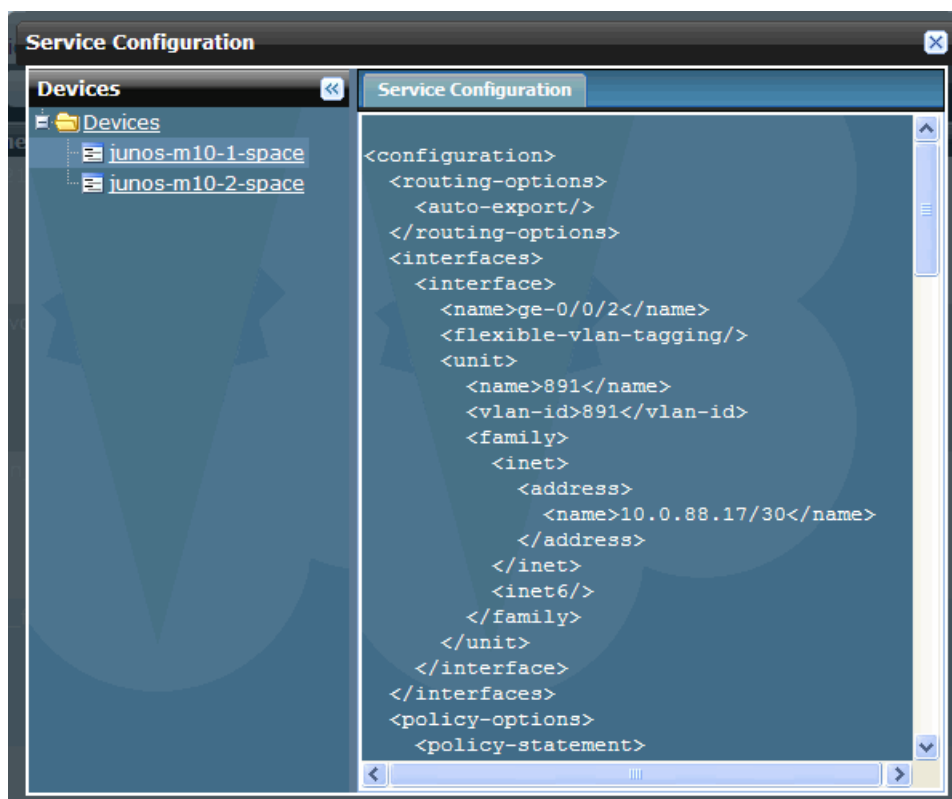 Service Configuration
Devices
Devices
junos-m10-1-space
junos-m10-2-space
Service Configuration
<configuration>
  <routing-options>
    <auto-export/>
  </routing-options>
  <interfaces>
    <interface>
      <name>ge-0/0/2</name>
      <flexible-vlan-tagging/>
      <unit>
        <name>891</name>
        <vlan-id>891</vlan-id>
        <family>
          <inet>
            <address>
              <name>10.0.88.17/30</name>
            </address>
          </inet>
          <inet6/>
        </family>
      </unit>
    </interface>
  </interfaces>
  <policy-options>
    <policy-statement>